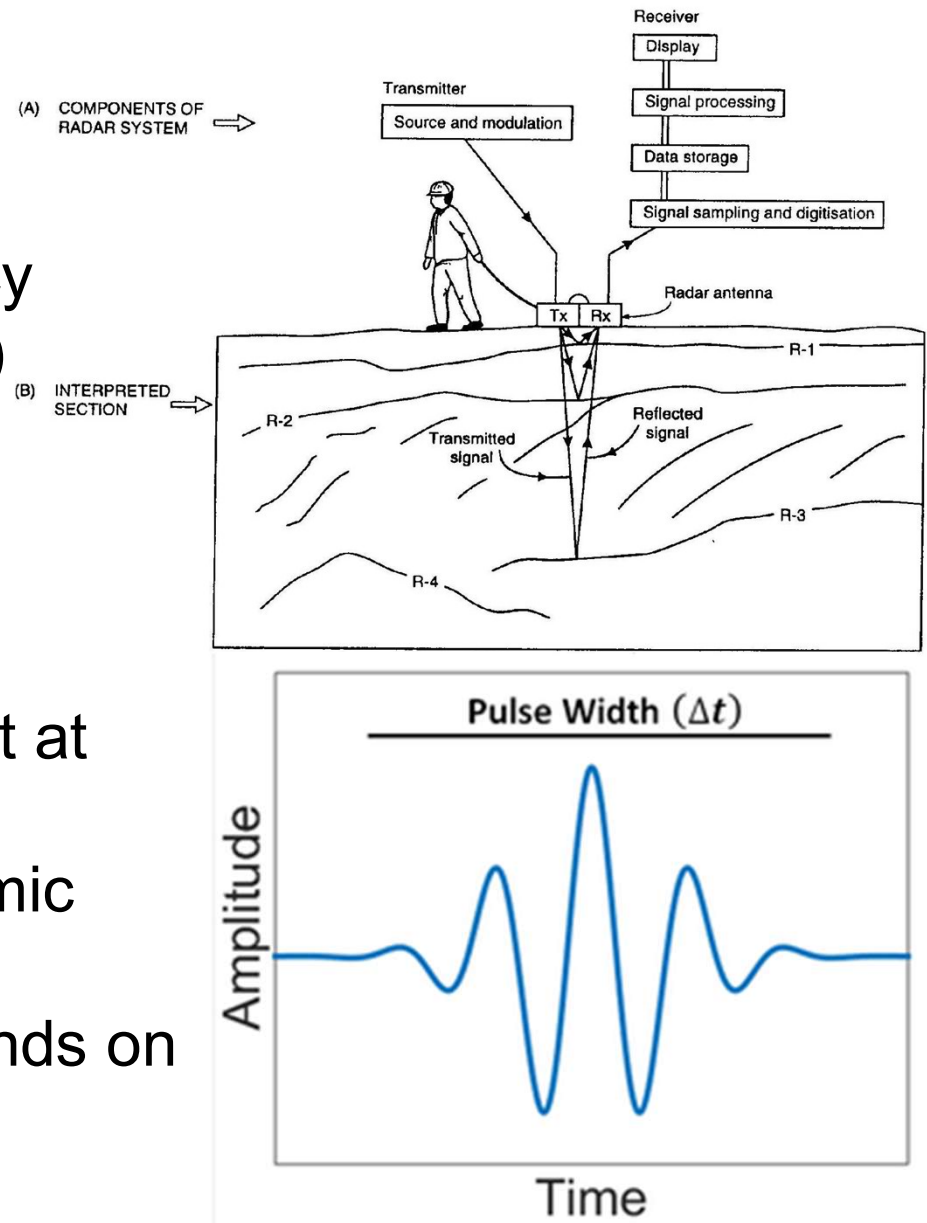 Receiver
Display
Signal processing
Data storage
Signal sampling and digitisation
Transmitter
Source and modulation
(A) COMPONENTS OF
RADAR SYSTEM
Tx Rx
Radar antenna
R-1
(B) INTERPRETED
SECTION
R-2
Transmitted
signal
Reflected
signal
R-3
R-4
)
t at
mic
nds on
Pulse Width (Δt)
Amplitude
Time